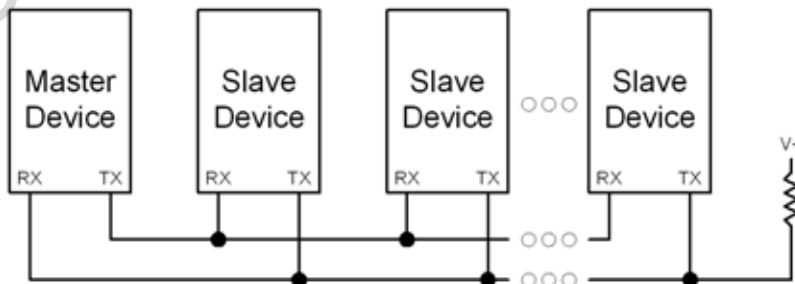 Master
Device
Slave
Device
Slave
Device
Slave
Device
RX TX
RX TX
RX TX
RX TX
V+